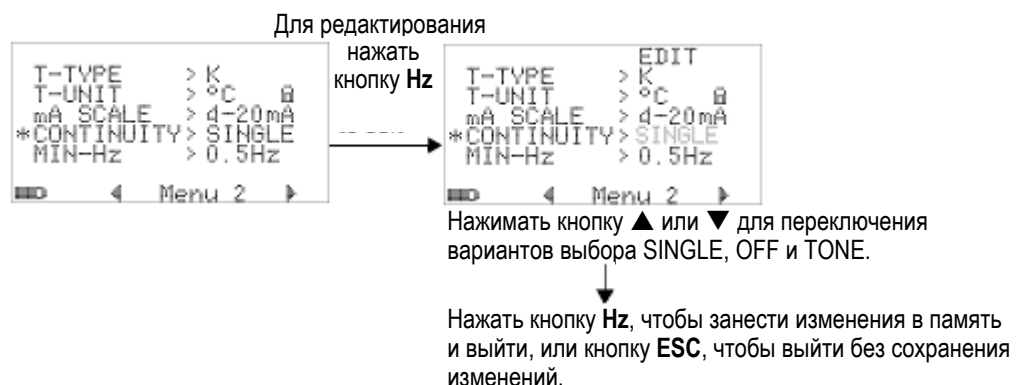 Для редактирования
нажать
кнопку Hz
T-TYPE > K
T-UNIT > °C
mA SCALE > 4-20mA
*CONTINUITY> SINGLE
MIN-Hz > 0.5Hz
◀ Menu 2 ▶
EDIT
T-TYPE > K
T-UNIT > °C
mA SCALE > 4-20mA
*CONTINUITY> SINGLE
MIN-Hz > 0.5Hz
◀ Menu 2 ▶
Нажимать кнопку ▲ или ▼ для переключения
вариантов выбора SINGLE, OFF и TONE.
Нажать кнопку Hz, чтобы занести изменения в память
и выйти, или кнопку ESC, чтобы выйти без сохранения
изменений.